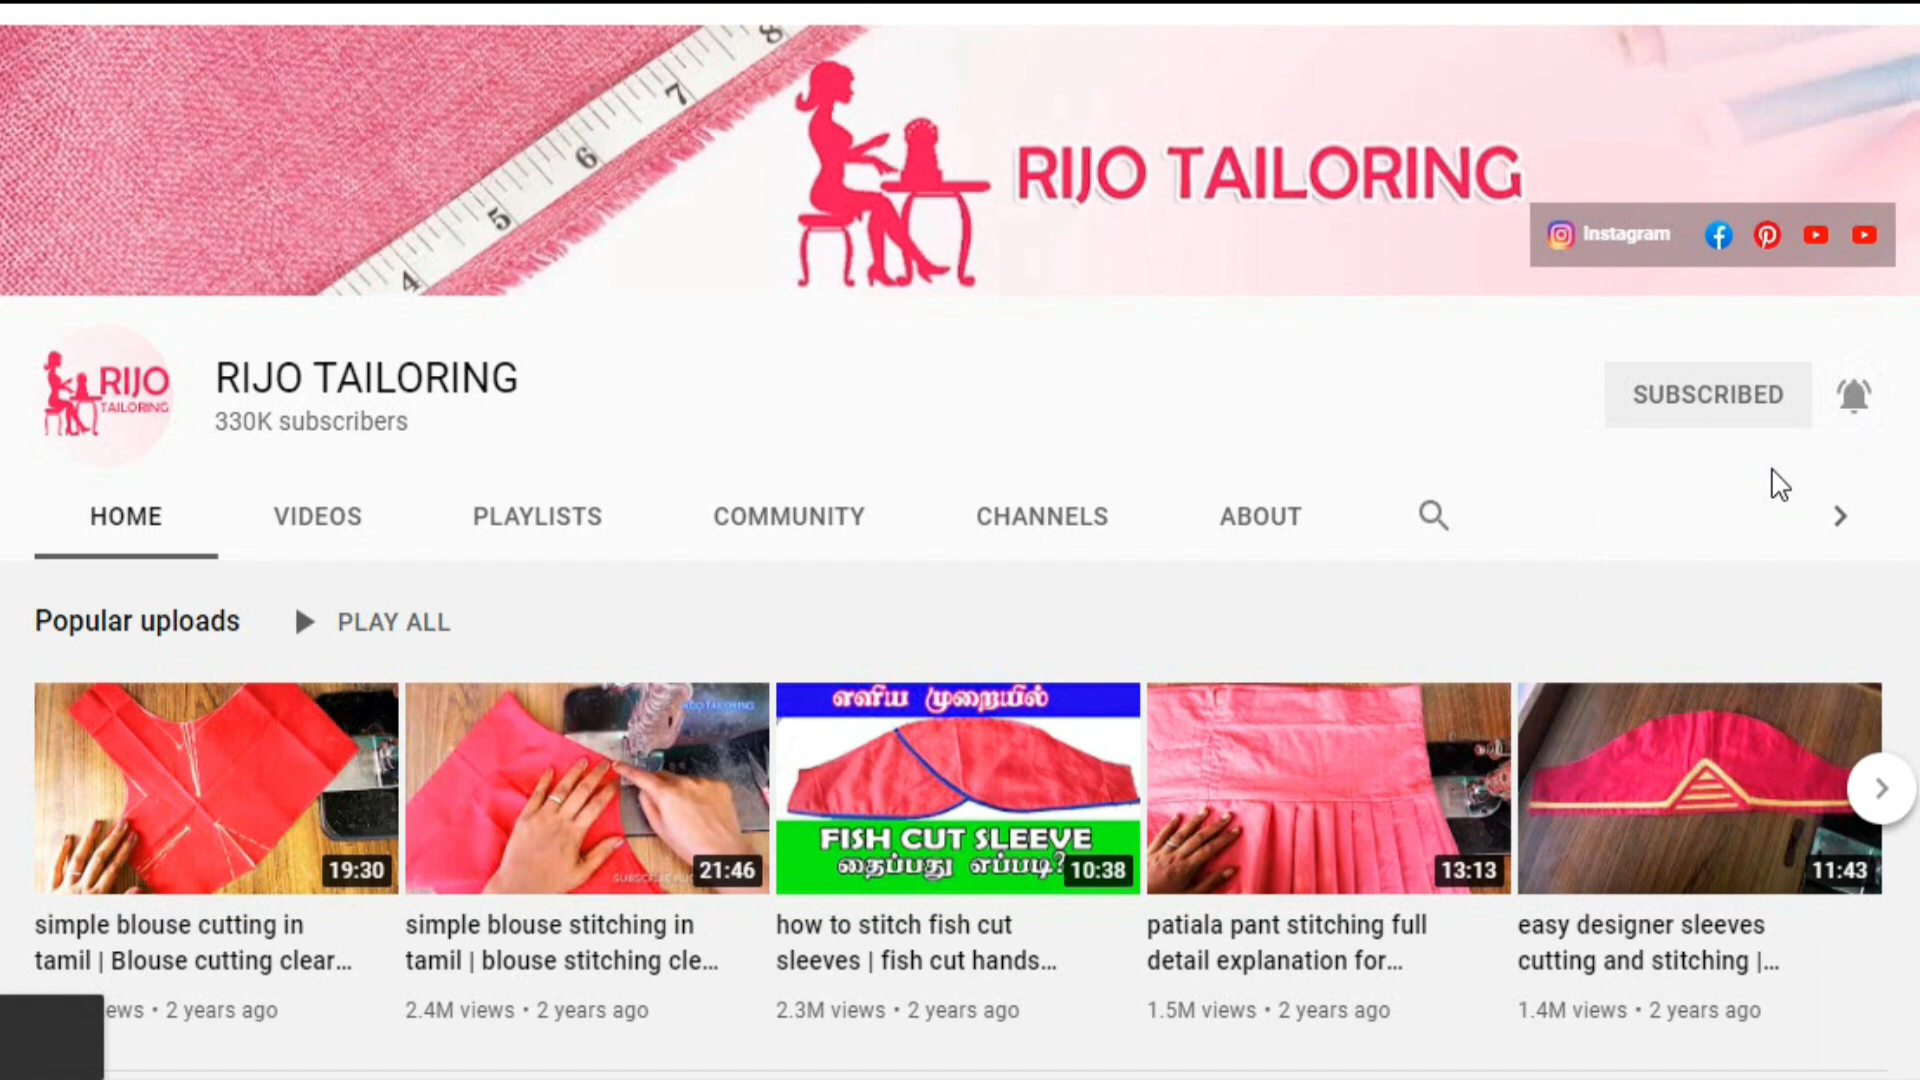 8
7
6
5
4
RIJO TAILORING
Instagram
RIJO
TAILORING
RIJO TAILORING
330K subscribers
SUBSCRIBED
HOME VIDEOS PLAYLISTS COMMUNITY CHANNELS ABOUT
Popular uploads PLAY ALL
19:30
21:46
எளிய முறையில்
FISH CUT SLEEVE
தைப்பது எப்படி?
10:38
13:13
11:43
simple blouse cutting in
tamil | Blouse cutting clear...
ews • 2 years ago
simple blouse stitching in
tamil | blouse stitching cle...
2.4M views • 2 years ago
how to stitch fish cut
sleeves | fish cut hands...
2.3M views • 2 years ago
patiala pant stitching full
detail explanation for...
1.5M views • 2 years ago
easy designer sleeves
cutting and stitching |...
1.4M views • 2 years ago